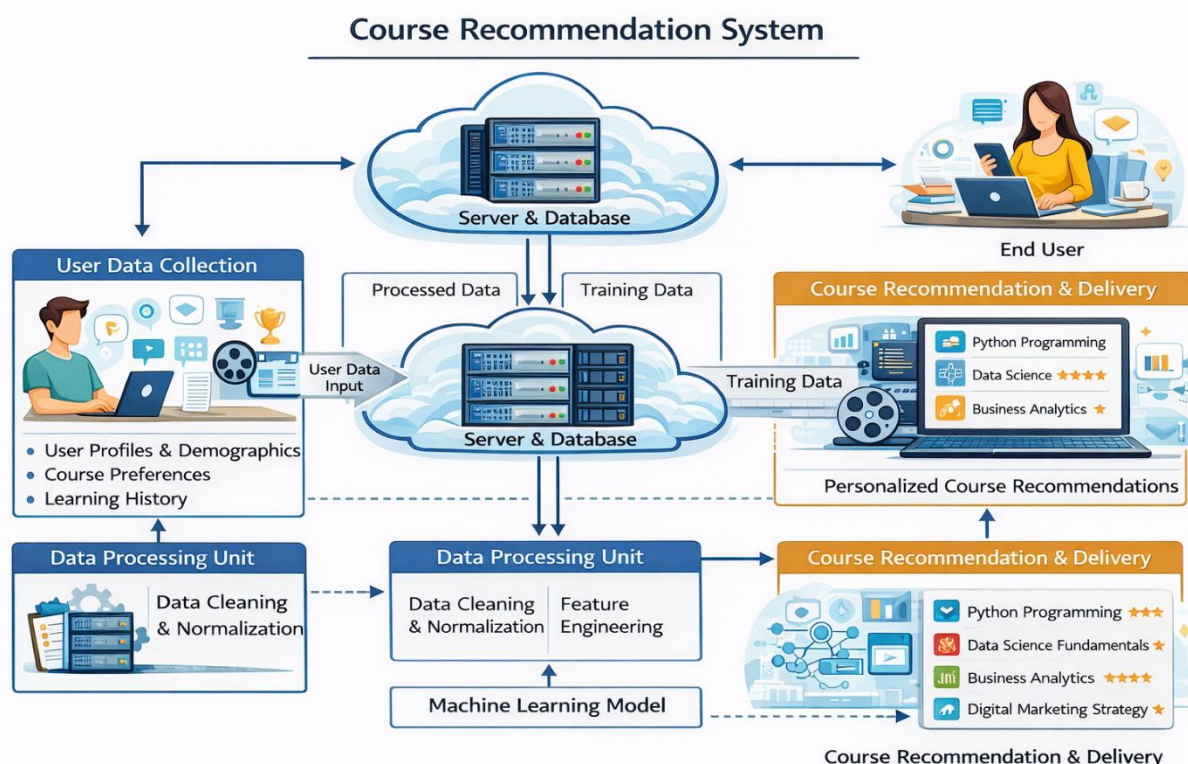 Course Recommendation System
Server & Database
End User
User Data Collection
User Data
Input
User Profiles & Demographics
Course Preferences
Learning History
Processed Data
Training Data
Server & Database
Training Data
Course Recommendation & Delivery
Python Programming
Data Science
Business Analytics
Personalized Course Recommendations
Data Processing Unit
Data Cleaning
& Normalization
Data Processing Unit
Data Cleaning
& Normalization
Feature
Engineering
Machine Learning Model
Course Recommendation & Delivery
Python Programming
Data Science Fundamentals
Business Analytics
Digital Marketing Strategy
Course Recommendation & Delivery